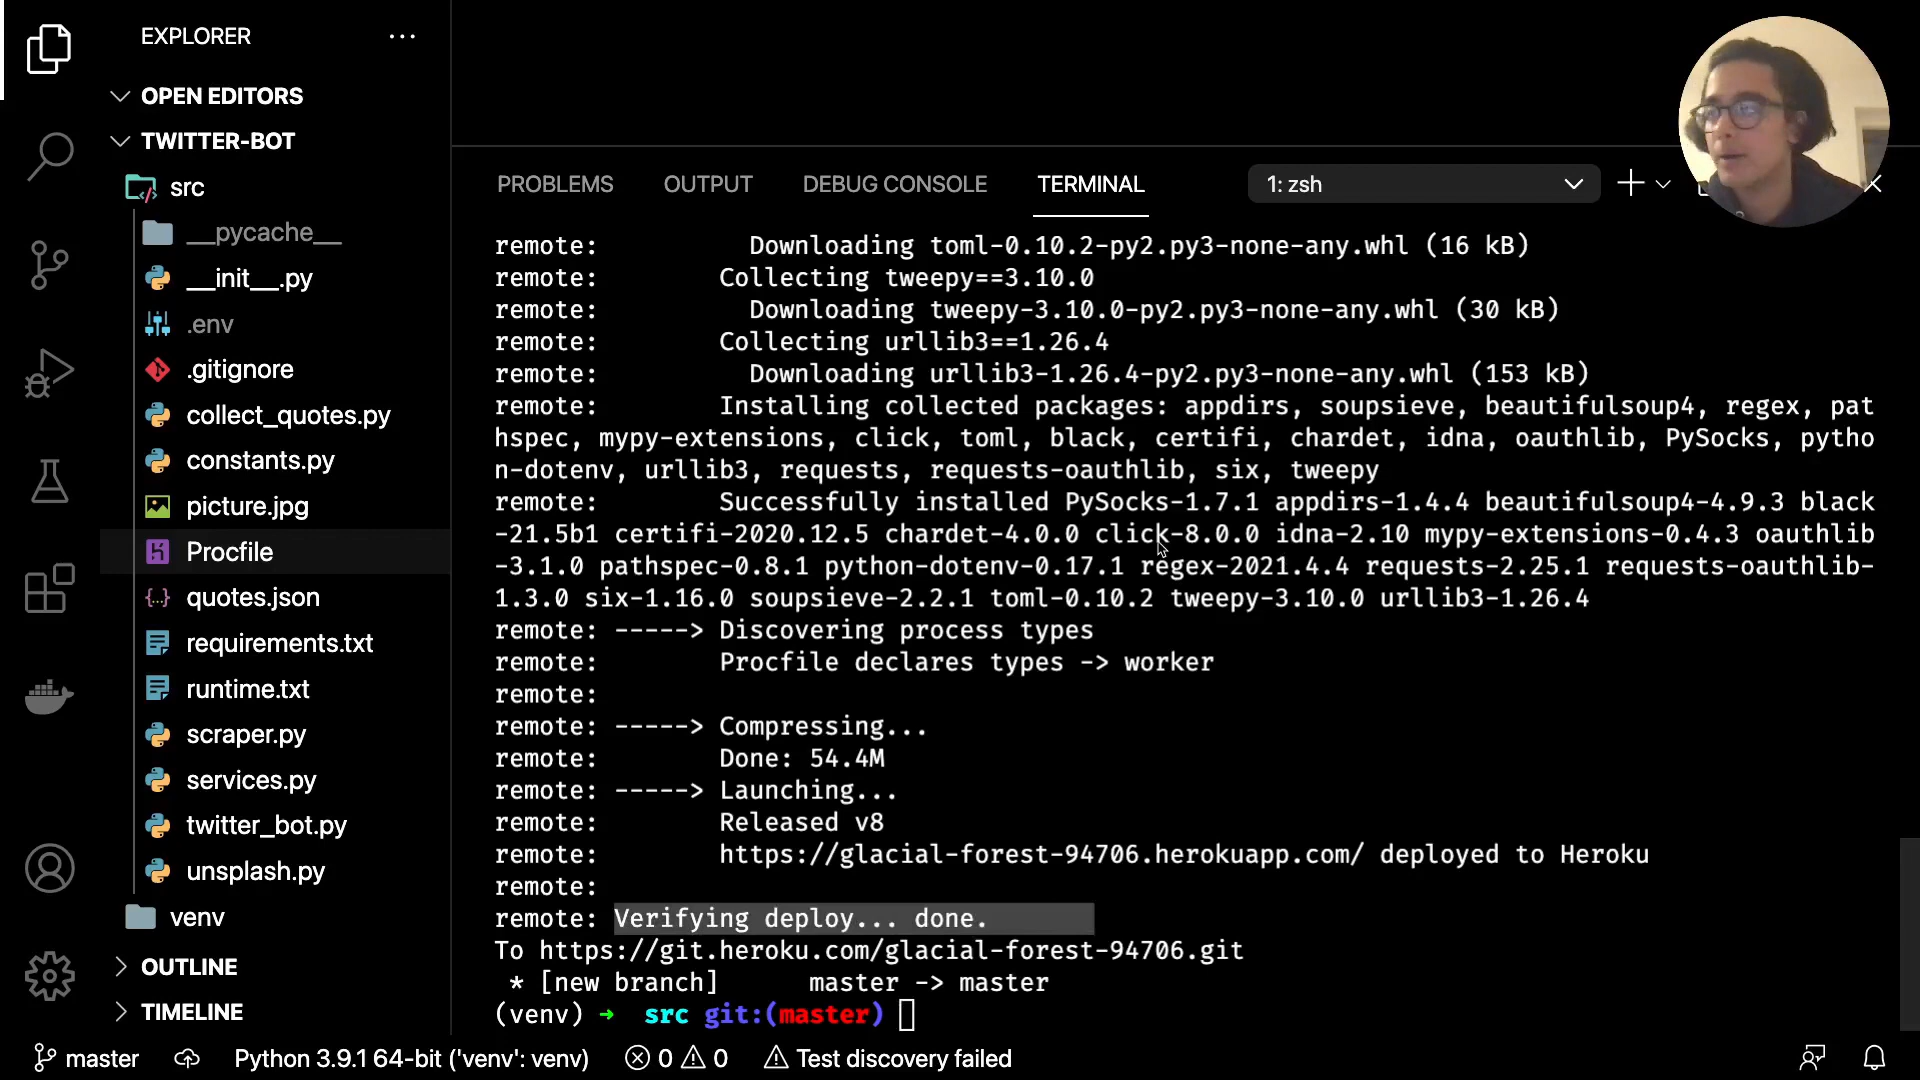 EXPLORER
OPEN EDITORS
TWITTER-BOT
src
__pycache__
__init__.py
.env
.gitignore
collect_quotes.py
constants.py
picture.jpg
Procfile
quotes.json
requirements.txt
runtime.txt
scraper.py
services.py
twitter_bot.py
unsplash.py
venv
OUTLINE
TIMELINE
PROBLEMS OUTPUT DEBUG CONSOLE TERMINAL 1: zsh
remote: Downloading toml-0.10.2-py2.py3-none-any.whl (16 kB)
remote: Collecting tweepy==3.10.0
remote: Downloading tweepy-3.10.0-py2.py3-none-any.whl (30 kB)
remote: Collecting urllib3==1.26.4
remote: Downloading urllib3-1.26.4-py2.py3-none-any.whl (153 kB)
remote: Installing collected packages: appdirs, soupsieve, beautifulsoup4, regex, pat
hspec, mypy-extensions, click, toml, black, certifi, chardet, idna, oauthlib, PySocks, pytho
n-dotenv, urllib3, requests, requests-oauthlib, six, tweepy
remote: Successfully installed PySocks-1.7.1 appdirs-1.4.4 beautifulsoup4-4.9.3 black
-21.5b1 certifi-2020.12.5 chardet-4.0.0 click-8.0.0 idna-2.10 mypy-extensions-0.4.3 oauthlib
-3.1.0 pathspec-0.8.1 python-dotenv-0.17.1 regex-2021.4.4 requests-2.25.1 requests-oauthlib-
1.3.0 six-1.16.0 soupsieve-2.2.1 toml-0.10.2 tweepy-3.10.0 urllib3-1.26.4
remote: -----> Discovering process types
remote: Procfile declares types -> worker
remote:
remote: -----> Compressing...
remote: Done: 54.4M
remote: -----> Launching...
remote: Released v8
remote: https://glacial-forest-94706.herokuapp.com/ deployed to Heroku
remote:
remote: Verifying deploy... done.
To https://git.heroku.com/glacial-forest-94706.git
* [new branch] master -> master
(venv) → src git:(master)
master Python 3.9.1 64-bit ('venv': venv) 0 0 Test discovery failed